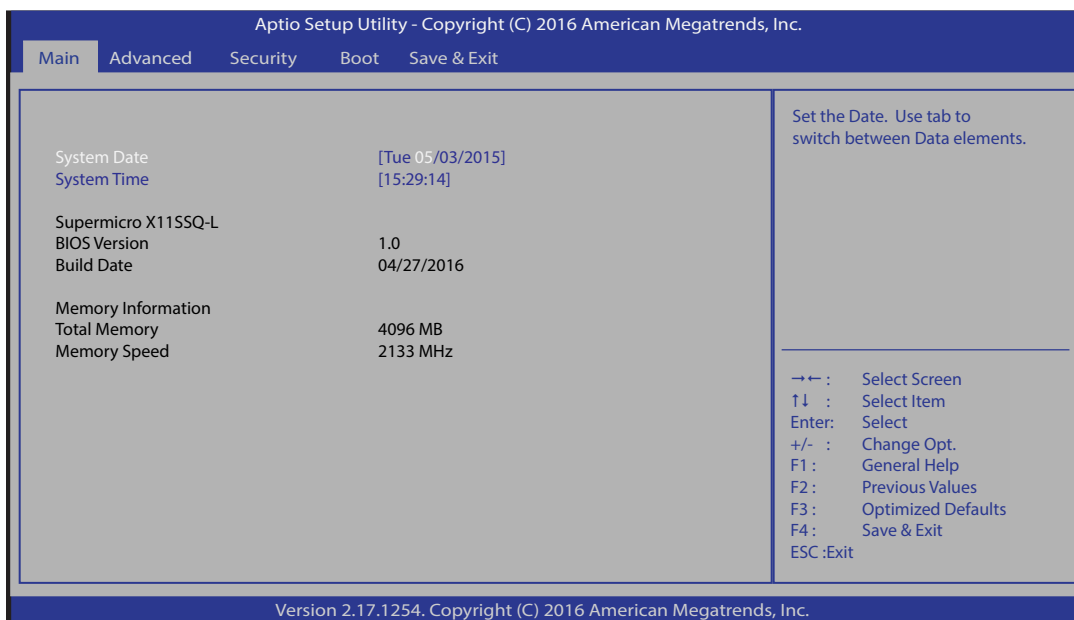 Aptio Setup Utility - Copyright (C) 2016 American Megatrends, Inc.
Main Advanced Security Boot Save & Exit
System Date [Tue 05/03/2015]
System Time [15:29:14]
Supermicro X11SSQ-L
BIOS Version 1.0
Build Date 04/27/2016
Memory Information
Total Memory 4096 MB
Memory Speed 2133 MHz
Set the Date. Use tab to
switch between Data elements.
→← : Select Screen
↑↓ : Select Item
Enter: Select
+/- : Change Opt.
F1 : General Help
F2 : Previous Values
F3 : Optimized Defaults
F4 : Save & Exit
ESC :Exit
Version 2.17.1254. Copyright (C) 2016 American Megatrends, Inc.